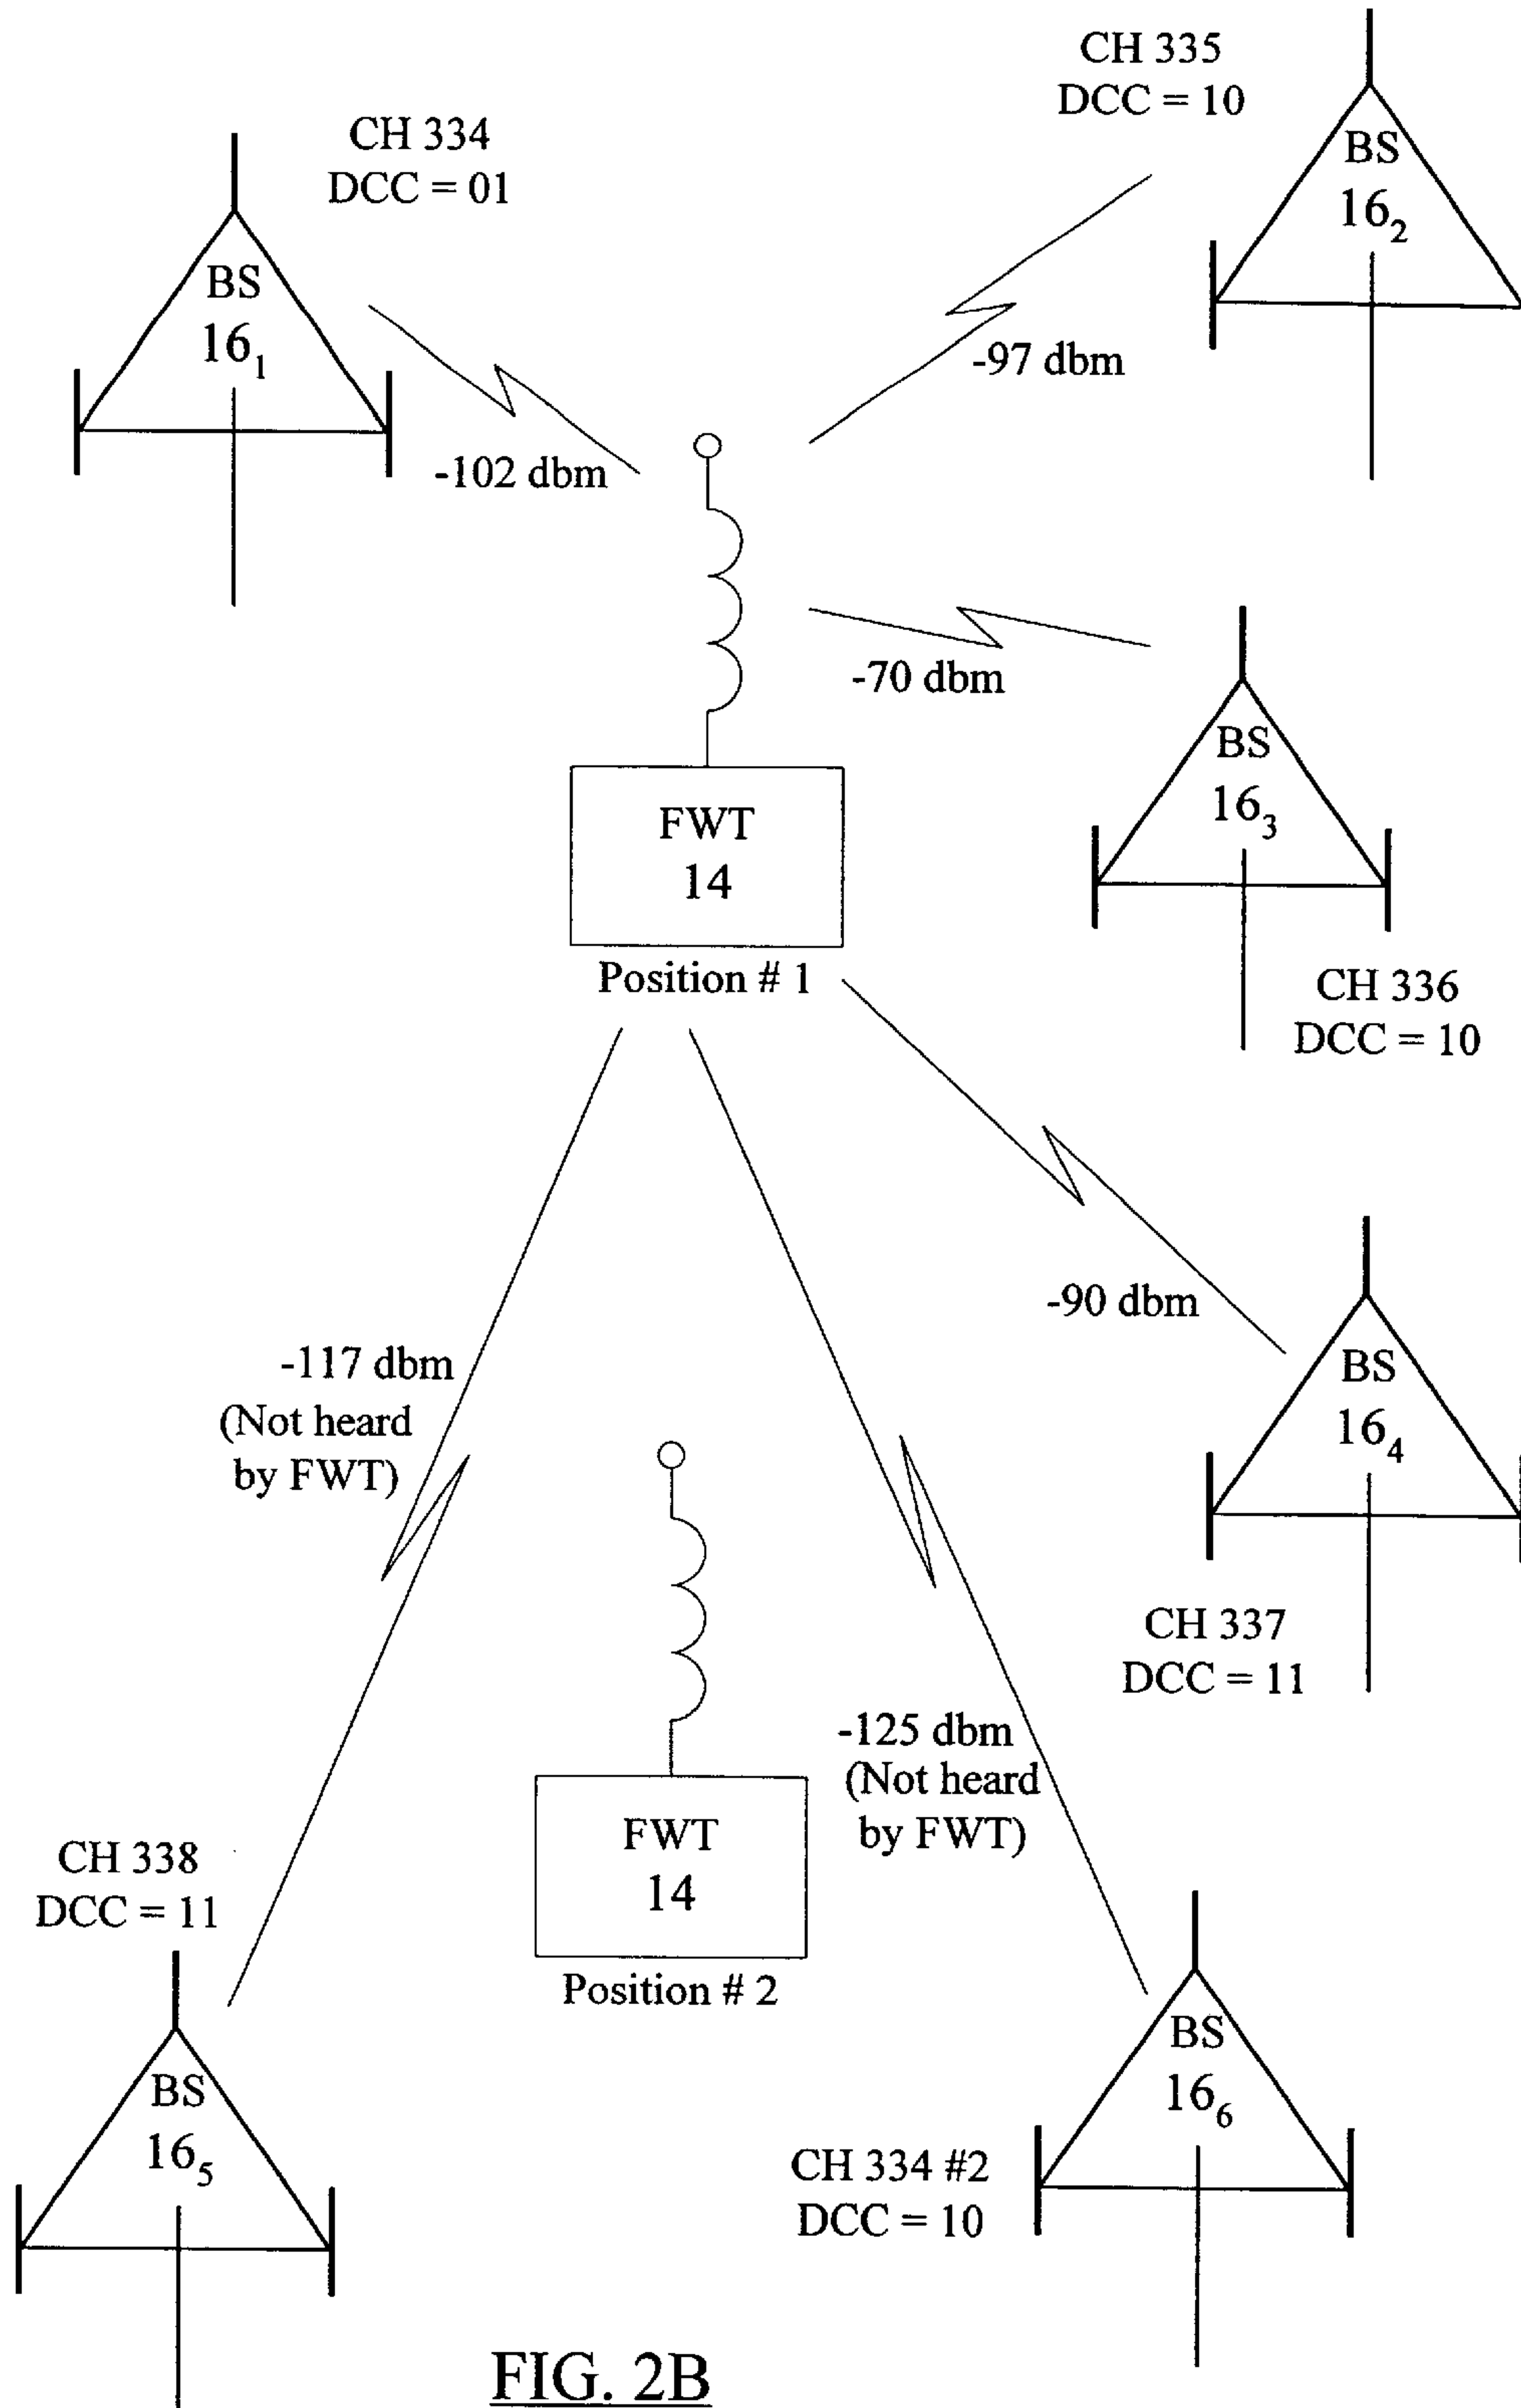 CH 335
DCC = 10
BS
16₂
CH 334
DCC = 01
BS
16₁
-97 dbm
-102 dbm
-70 dbm
BS
16₃
FWT
14
Position # 1
CH 336
DCC = 10
-90 dbm
-117 dbm
(Not heard
by FWT)
BS
16₄
CH 337
DCC = 11
-125 dbm
(Not heard
by FWT)
FWT
14
Position # 2
CH 338
DCC = 11
BS
16₅
BS
16₆
CH 334 #2
DCC = 10
FIG. 2B